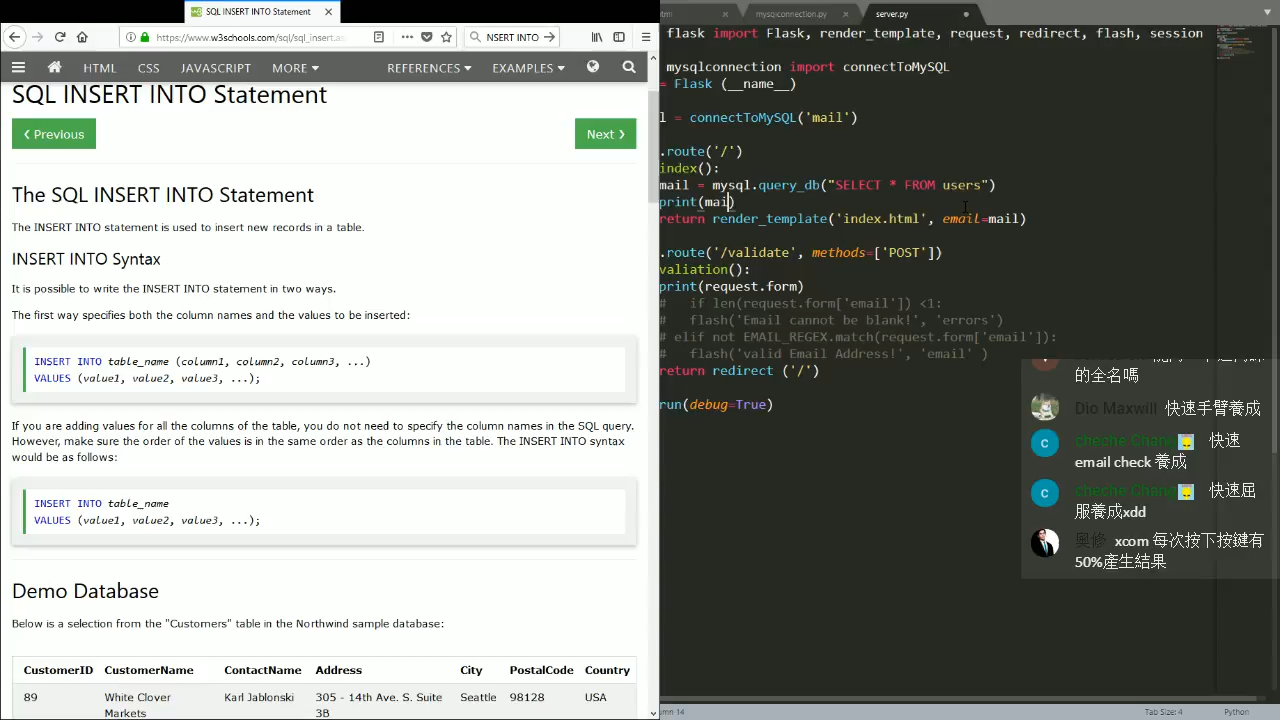 SQL INSERT INTO Statement
https://www.w3schools.com/sql/sql_insert.as
NSERT INTO
HTML CSS JAVASCRIPT MORE REFERENCES EXAMPLES
SQL INSERT INTO Statement
❮ Previous
Next ❯
The SQL INSERT INTO Statement
The INSERT INTO statement is used to insert new records in a table.
INSERT INTO Syntax
It is possible to write the INSERT INTO statement in two ways.
The first way specifies both the column names and the values to be inserted:
INSERT INTO table_name (column1, column2, column3, ...)
VALUES (value1, value2, value3, ...);
If you are adding values for all the columns of the table, you do not need to specify the column names in the SQL query.
However, make sure the order of the values is in the same order as the columns in the table. The INSERT INTO syntax
would be as follows:
INSERT INTO table_name
VALUES (value1, value2, value3, ...);
Demo Database
Below is a selection from the "Customers" table in the Northwind sample database:
CustomerID CustomerName ContactName Address City PostalCode Country
89 White Clover Markets Karl Jablonski 305 - 14th Ave. S. Suite 3B Seattle 98128 USA
mysqlconnection.py
server.py
flask import Flask, render_template, request, redirect, flash, session
mysqlconnection import connectToMySQL
= Flask (__name__)
l = connectToMySQL('mail')
.route('/')
index():
mail = mysql.query_db("SELECT * FROM users")
print(mai)
return render_template('index.html', email=mail)
.route('/validate', methods=['POST'])
valiation():
print(request.form)
# if len(request.form['email']) <1:
# flash('Email cannot be blank!', 'errors')
# elif not EMAIL_REGEX.match(request.form['email']):
# flash('valid Email Address!', 'email' )
return redirect ('/')
run(debug=True)
的全名嗎
Dio Maxwill 快速手臂養成
cheche Chang 快速
email check 養成
cheche Chang 快速屈
服養成xdd
奧修 xcom 每次按下按鍵有
50%產生結果
Tab Size: 4
Python